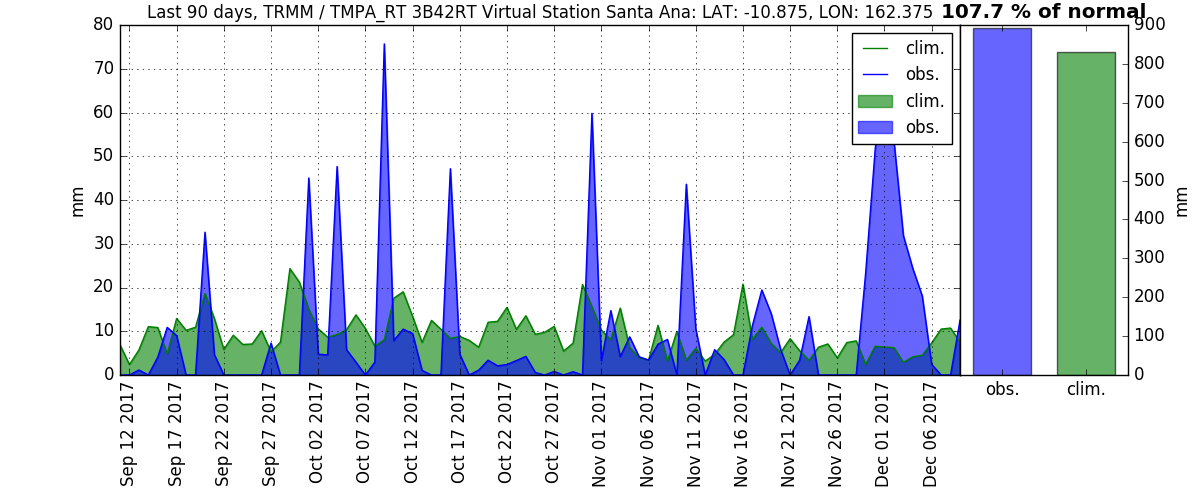 Last 90 days, TRMM / TMPA_RT 3B42RT Virtual Station Santa Ana: LAT: -10.875, LON: 162.375 107.7 % of normal
80
70
60
50
40
30
20
10
0
mm
clim.
obs.
clim.
obs.
900
800
700
600
500
400
300
200
100
0
mm
Sep 12 2017
Sep 17 2017
Sep 22 2017
Sep 27 2017
Oct 02 2017
Oct 07 2017
Oct 12 2017
Oct 17 2017
Oct 22 2017
Oct 27 2017
Nov 01 2017
Nov 06 2017
Nov 11 2017
Nov 16 2017
Nov 21 2017
Nov 26 2017
Dec 01 2017
Dec 06 2017
obs.
clim.